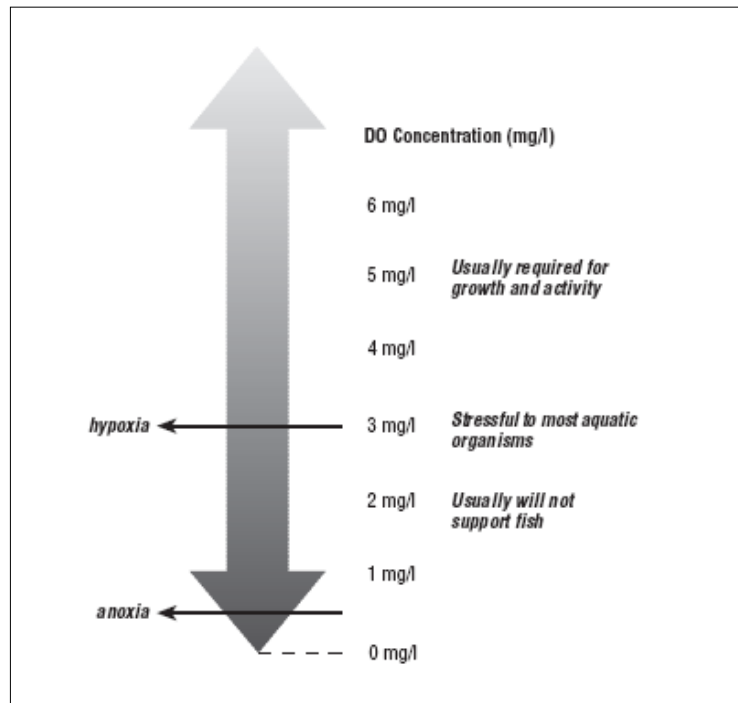 DO Concentration (mg/l)
6 mg/l
5 mg/l
Usually required for
growth and activity
4 mg/l
hypoxia
3 mg/l
Stressful to most aquatic
organisms
2 mg/l
Usually will not
support fish
1 mg/l
anoxia
0 mg/l